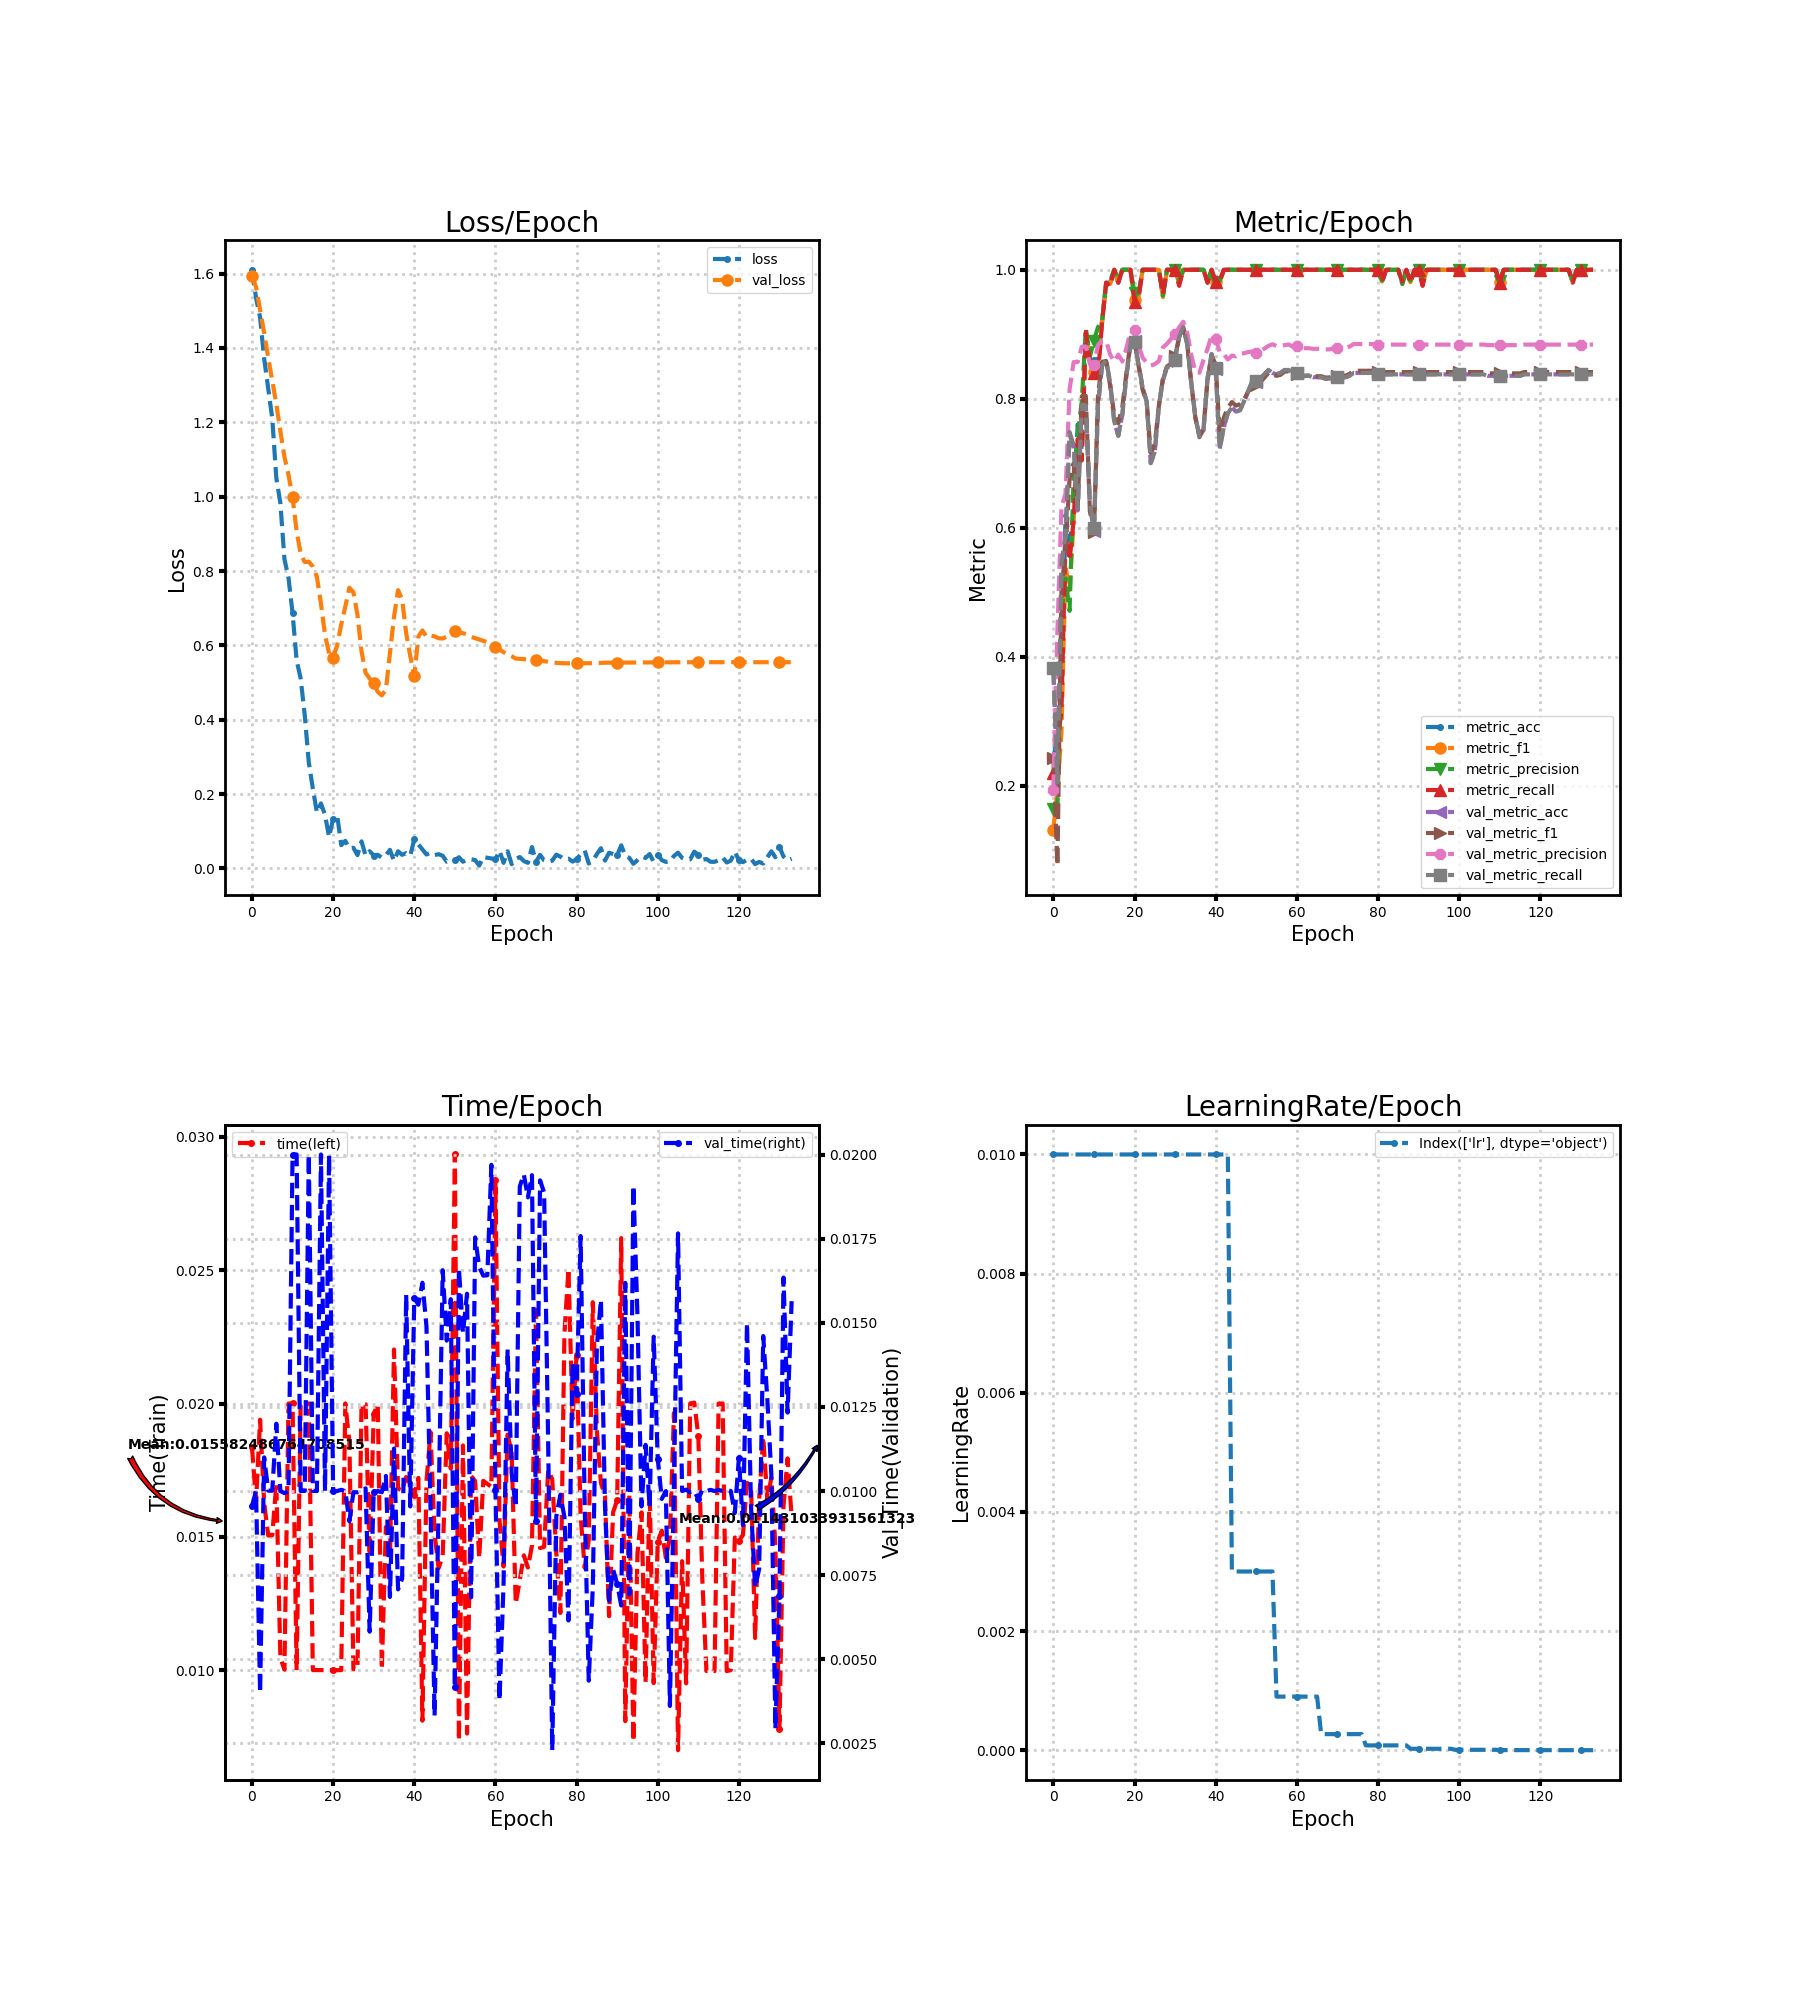 Loss/Epoch
1.6
1.4
1.2
1.0
0.8
0.6
0.4
0.2
0.0
Loss
loss
val_loss
0 20 40 60 80 100 120
Epoch
Metric/Epoch
1.0
0.8
0.6
0.4
0.2
Metric
metric_acc
metric_f1
metric_precision
metric_recall
val_metric_acc
val_metric_f1
val_metric_precision
val_metric_recall
0 20 40 60 80 100 120
Epoch
Time/Epoch
0.030
0.025
0.020
0.015
0.010
Time(Train)
time(left)
val_time(right)
0.0200
0.0175
0.0150
0.0125
0.0100
0.0075
0.0050
0.0025
Val_Time(Validation)
Mean:0.011431033931561323
0 20 40 60 80 100 120
Epoch
LearningRate/Epoch
0.010
0.008
0.006
0.004
0.002
0.000
LearningRate
Index(['lr'], dtype='object')
0 20 40 60 80 100 120
Epoch